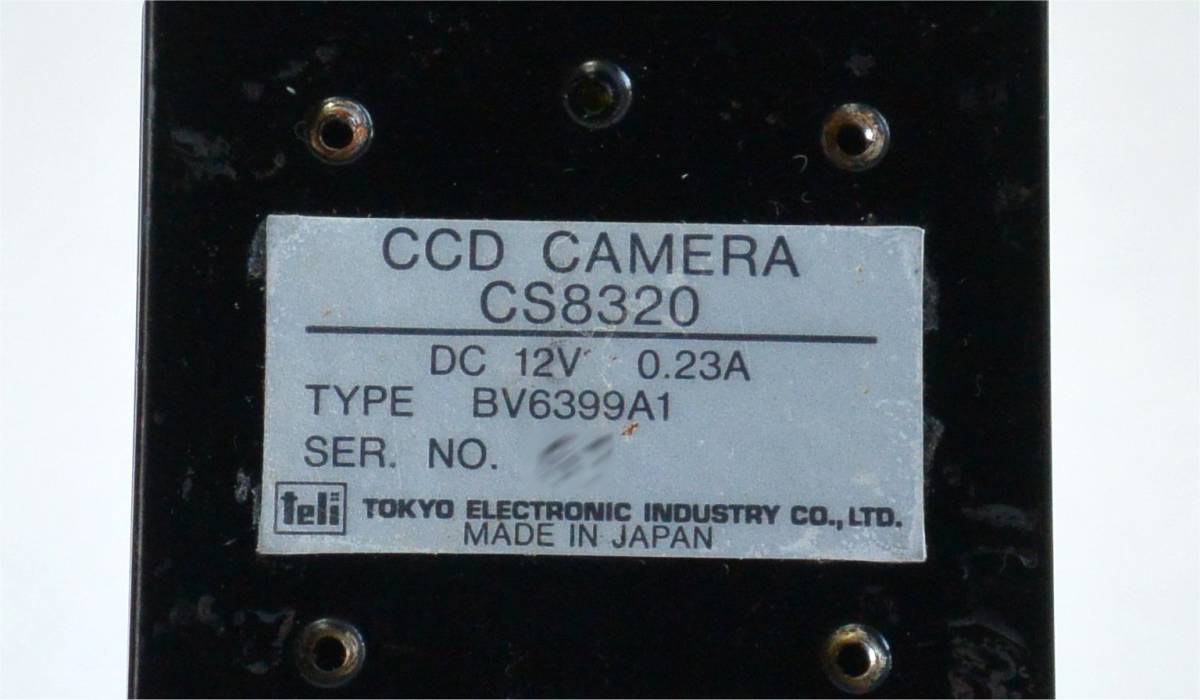 CCD CAMERA
CS8320
DC 12V 0.23A
TYPE BV6399A1
SER. NO.
teli TOKYO ELECTRONIC INDUSTRY CO., LTD.
MADE IN JAPAN